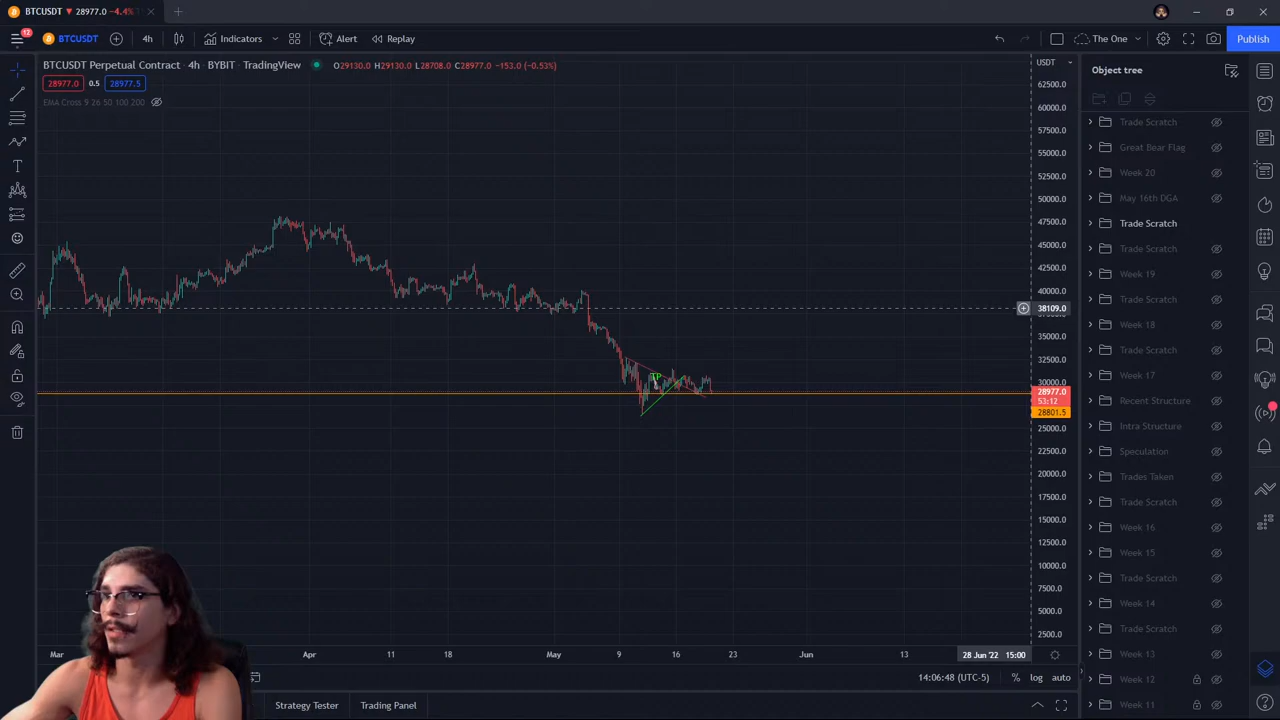 BTCUSDT ▼ 28977.0 −4.4%
12
BTCUSDT
4h
Indicators
Alert
Replay
The One
Publish
BTCUSDT Perpetual Contract · 4h · BYBIT · TradingView
O29130.0 H29130.0 L28708.0 C28977.0 −153.0 (−0.53%)
28977.0
0.5
28977.5
EMA Cross 9 26 50 100 200
TP
USDT
62500.0
60000.0
57500.0
55000.0
52500.0
50000.0
47500.0
45000.0
42500.0
40000.0
38109.0
35000.0
32500.0
30000.0
28977.0
53:12
28801.5
25000.0
22500.0
20000.0
17500.0
15000.0
12500.0
10000.0
7500.0
5000.0
2500.0
Mar
Apr
11
18
May
9
16
23
Jun
13
28 Jun '22 15:00
14:06:48 (UTC-5)
%
log
auto
Strategy Tester
Trading Panel
Object tree
Trade Scratch
Great Bear Flag
Week 20
May 16th DGA
Trade Scratch
Trade Scratch
Week 19
Trade Scratch
Week 18
Trade Scratch
Week 17
Recent Structure
Intra Structure
Speculation
Trades Taken
Trade Scratch
Week 16
Week 15
Trade Scratch
Week 14
Trade Scratch
Week 13
Week 12
Week 11